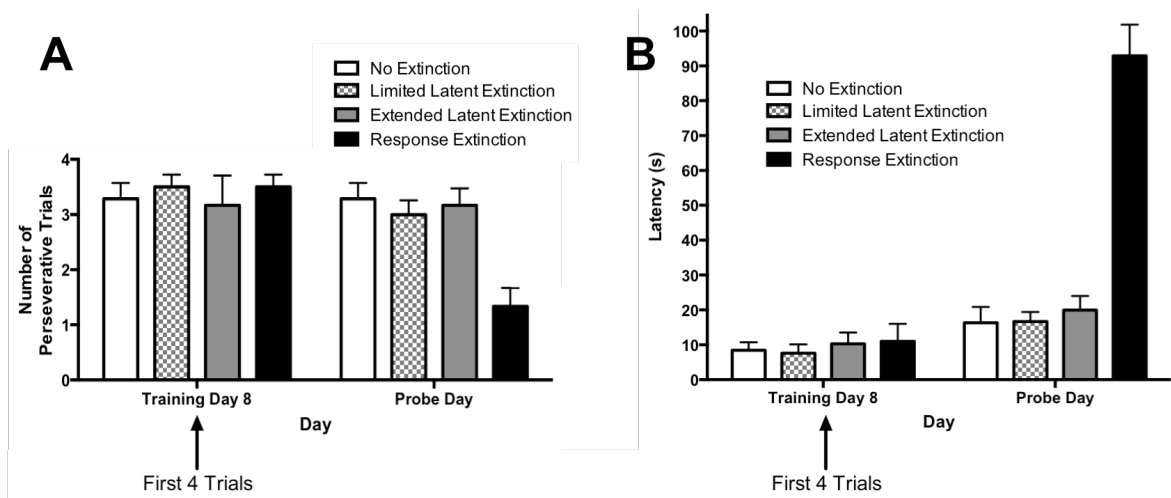 A
No Extinction
Limited Latent Extinction
Extended Latent Extinction
Response Extinction
4
3
2
1
0
Number of
Perseverative Trials
Training Day 8
Probe Day
Day
First 4 Trials
B
No Extinction
Limited Latent Extinction
Extended Latent Extinction
Response Extinction
100
90
80
70
60
50
40
30
20
10
0
Latency (s)
Training Day 8
Probe Day
Day
First 4 Trials